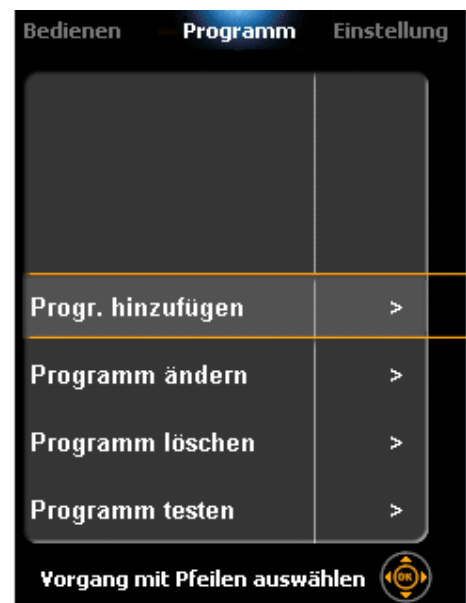 Bedienen Programm Einstellung
Progr. hinzufügen >
Programm ändern >
Programm löschen >
Programm testen >
Vorgang mit Pfeilen auswählen OK